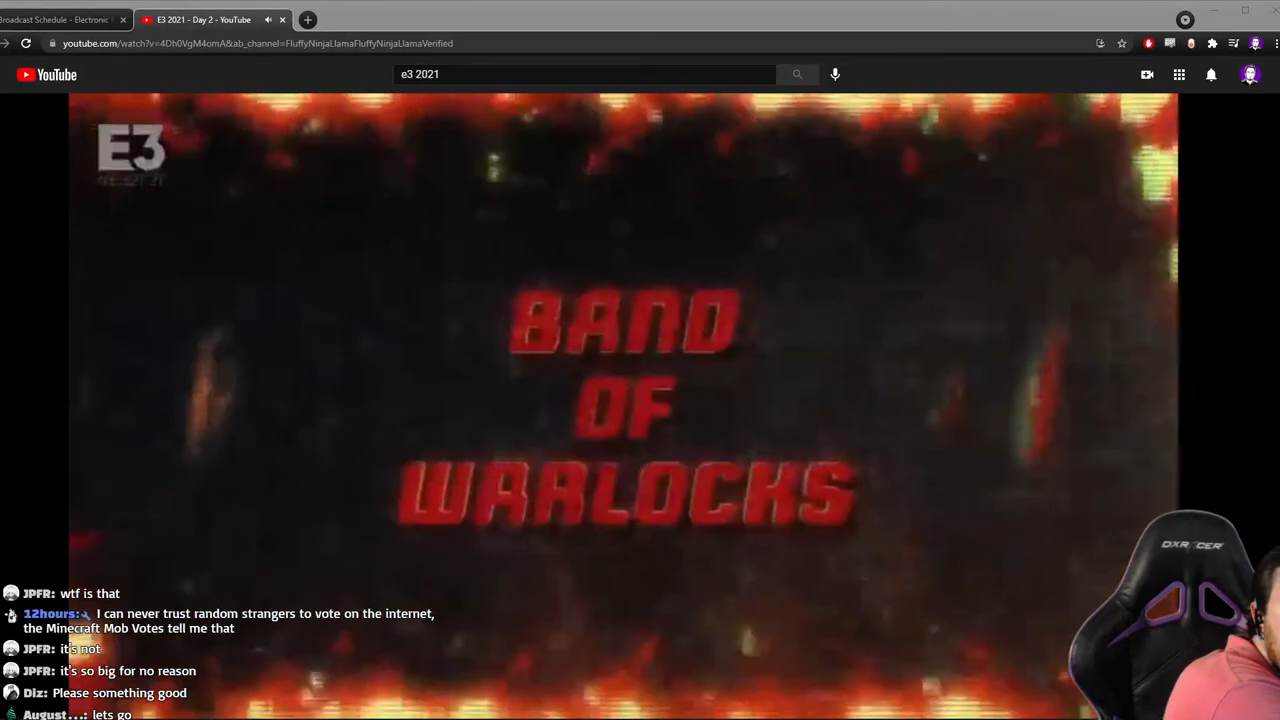 Broadcast Schedule - Electronic
E3 2021 - Day 2 - YouTube
youtube.com/watch?v=4Dh0VgM4omA&ab_channel=FluffyNinjaLlamaFluffyNinjaLlamaVerified
YouTube
e3 2021
E3
BAND
OF
WARLOCKS
DXRACER
JPFR: wtf is that
12hours: I can never trust random strangers to vote on the internet,
the Minecraft Mob Votes tell me that
JPFR: it's not
JPFR: it's so big for no reason
Diz: Please something good
August...: lets go